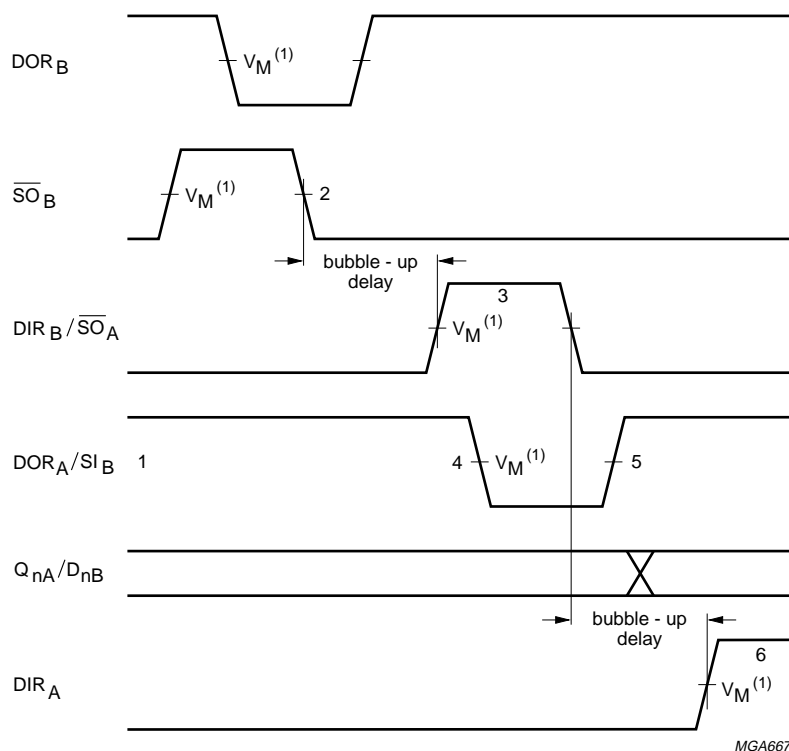 DOR B
V M (1)
SO B
V M (1)
2
bubble - up
delay
3
DIR B / SO A
V M (1)
DOR A / SI B
1
4
V M (1)
5
Q nA / D nB
bubble - up
delay
6
DIR A
V M (1)
MGA667